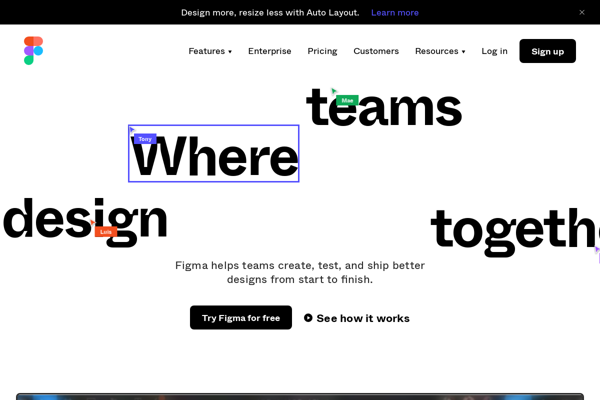 Design more, resize less with Auto Layout. Learn more
Features Enterprise Pricing Customers Resources Log in Sign up
teams
Mae
Tony
Where
design
Luis
Figma helps teams create, test, and ship better
designs from start to finish.
Try Figma for free See how it works